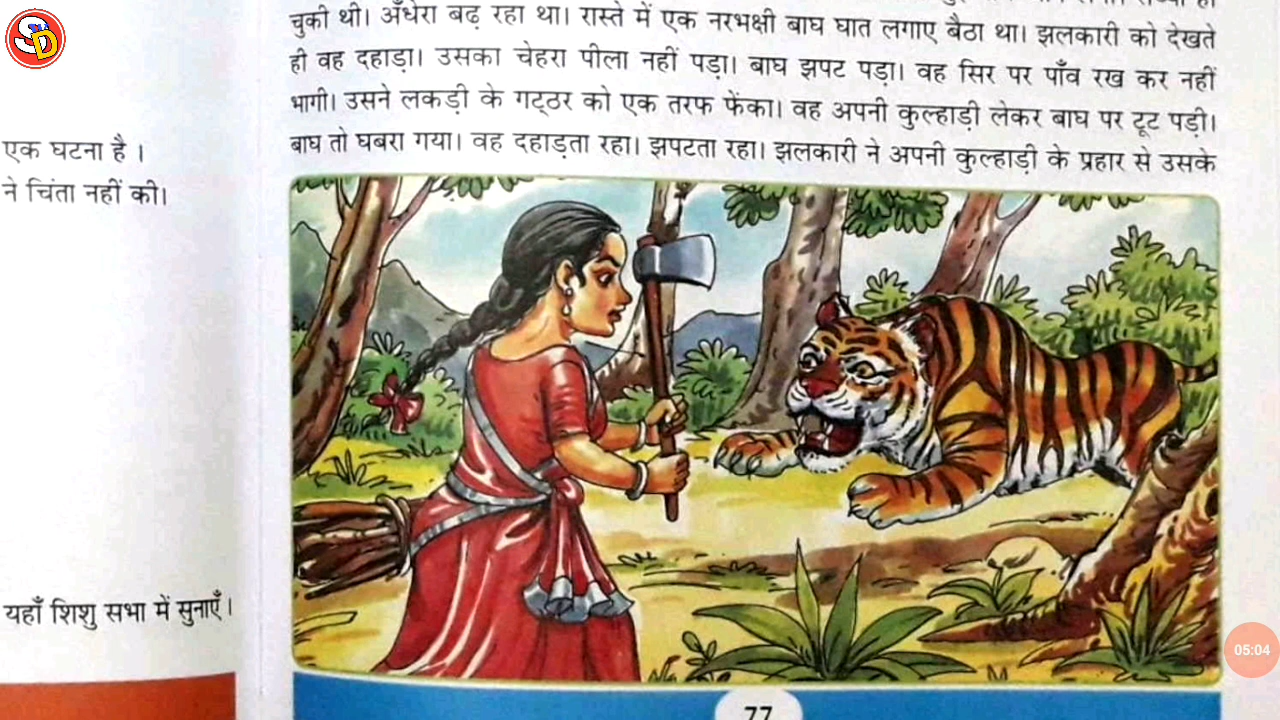 चुकी थी। अँधेरा बढ़ रहा था। रास्ते में एक नरभक्षी बाघ घात लगाए बैठा था। झलकारी को देखते
ही वह दहाड़ा। उसका चेहरा पीला नहीं पड़ा। बाघ झपट पड़ा। वह सिर पर पाँव रख कर नहीं
भागी। उसने लकड़ी के गट्ठर को एक तरफ फेंका। वह अपनी कुल्हाड़ी लेकर बाघ पर टूट पड़ी।
बाघ तो घबरा गया। वह दहाड़ता रहा। झपटता रहा। झलकारी ने अपनी कुल्हाड़ी के प्रहार से उसके
एक घटना है ।
ने चिंता नहीं की।
यहाँ शिशु सभा में सुनाएँ।
77
SD
05:04